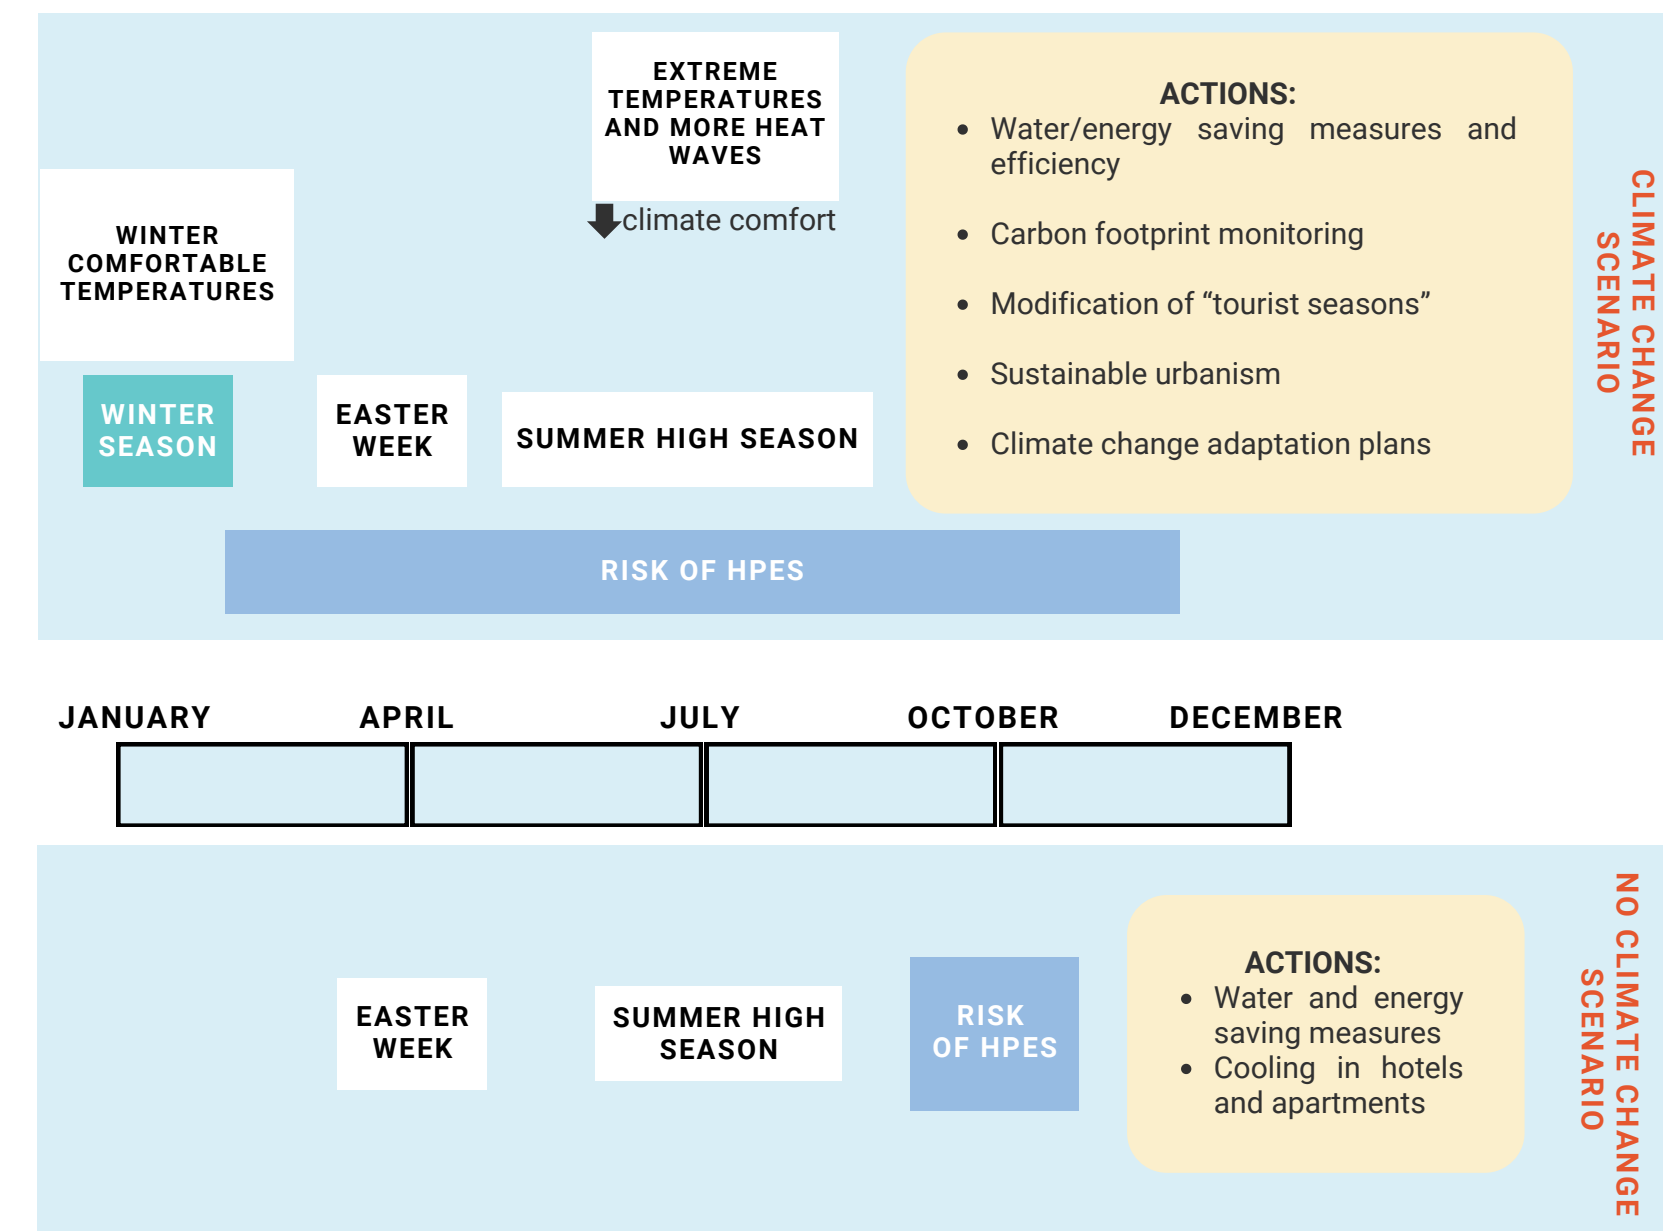 EXTREME
TEMPERATURES
AND MORE HEAT
WAVES
climate comfort
WINTER
COMFORTABLE
TEMPERATURES
WINTER
SEASON
EASTER
WEEK
SUMMER HIGH SEASON
ACTIONS:
• Water/energy saving measures and
efficiency
• Carbon footprint monitoring
• Modification of “tourist seasons”
• Sustainable urbanism
• Climate change adaptation plans
CLIMATE CHANGE
SCENARIO
RISK OF HPES
JANUARY
APRIL
JULY
OCTOBER
DECEMBER
EASTER
WEEK
SUMMER HIGH
SEASON
RISK
OF HPES
ACTIONS:
• Water and energy
saving measures
• Cooling in hotels
and apartments
NO CLIMATE CHANGE
SCENARIO